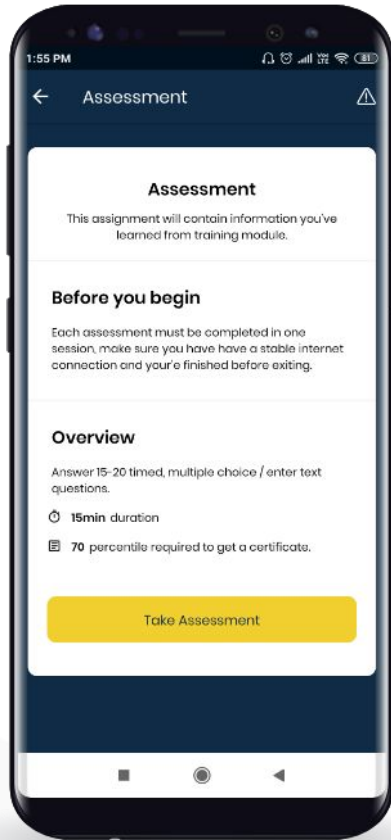 1:55 PM
81
Assessment
Assessment
This assignment will contain information you've
learned from training module.
Before you begin
Each assessment must be completed in one
session, make sure you have have a stable internet
connection and your'e finished before exiting.
Overview
Answer 15-20 timed, multiple choice / enter text
questions.
15min duration
70 percentile required to get a certificate.
Take Assessment